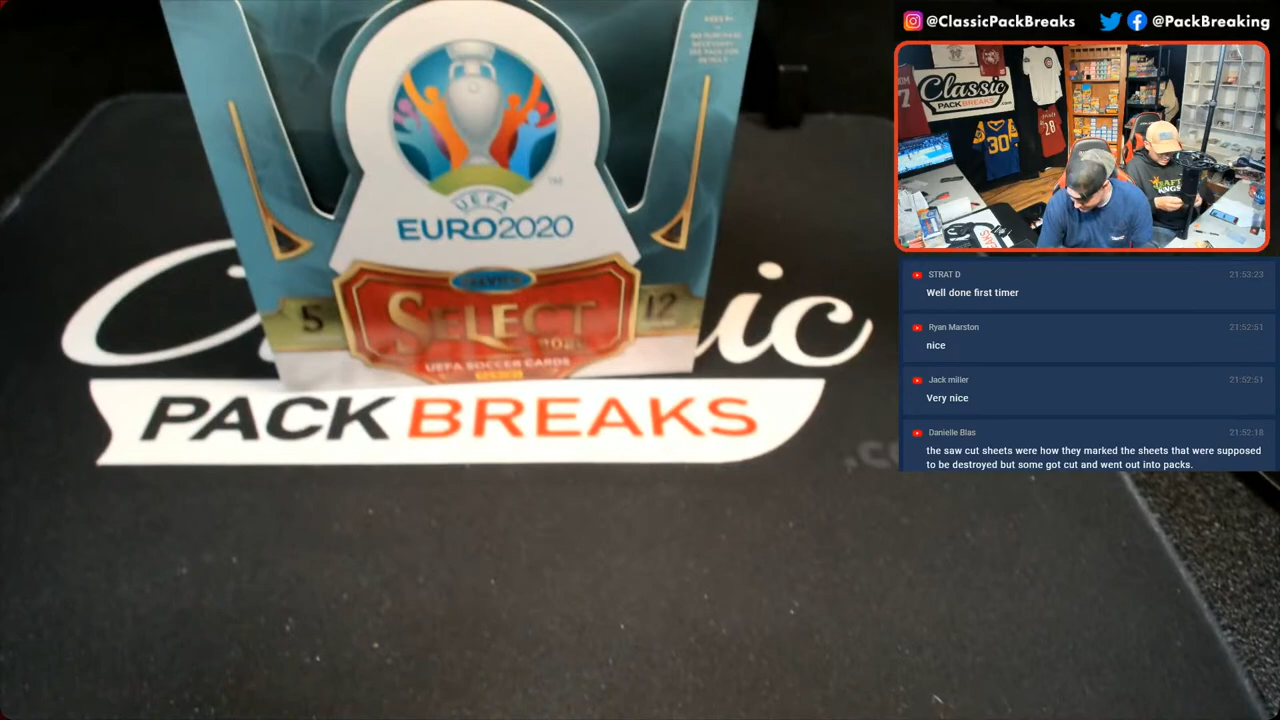 @ClassicPackBreaks
@PackBreaking
UEFA
EURO2020
5
SELECT
12
UEFA SOCCER CARDS
PACK BREAKS
Classic
PACKBREAKS
30
28
STRAT D
21:53:23
Well done first timer
Ryan Marston
21:52:51
nice
Jack miller
21:52:51
Very nice
Danielle Blas
21:52:18
the saw cut sheets were how they marked the sheets that were supposed
to be destroyed but some got cut and went out into packs.